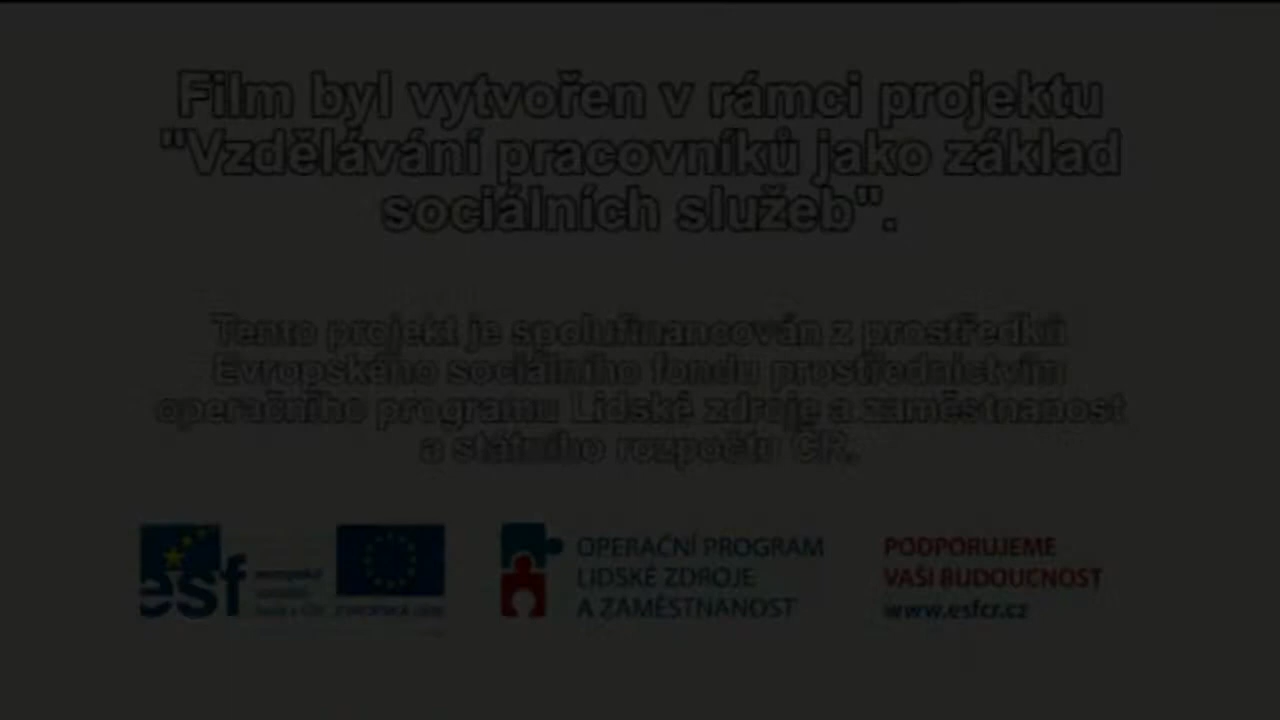 Film byl vytvořen v rámci projektu
"Vzdělávání pracovníků jako základ
sociálních služeb".
Tento projekt je spolufinancován z prostředků
Evropského sociálního fondu prostřednictvím
operačního programu Lidské zdroje a zaměstnanost
a státního rozpočtu ČR.
esf
OPERAČNÍ PROGRAM
LIDSKÉ ZDROJE
A ZAMĚSTNANOST
PODPORUJEME
VAŠI BUDOUCNOST
www.esfcr.cz